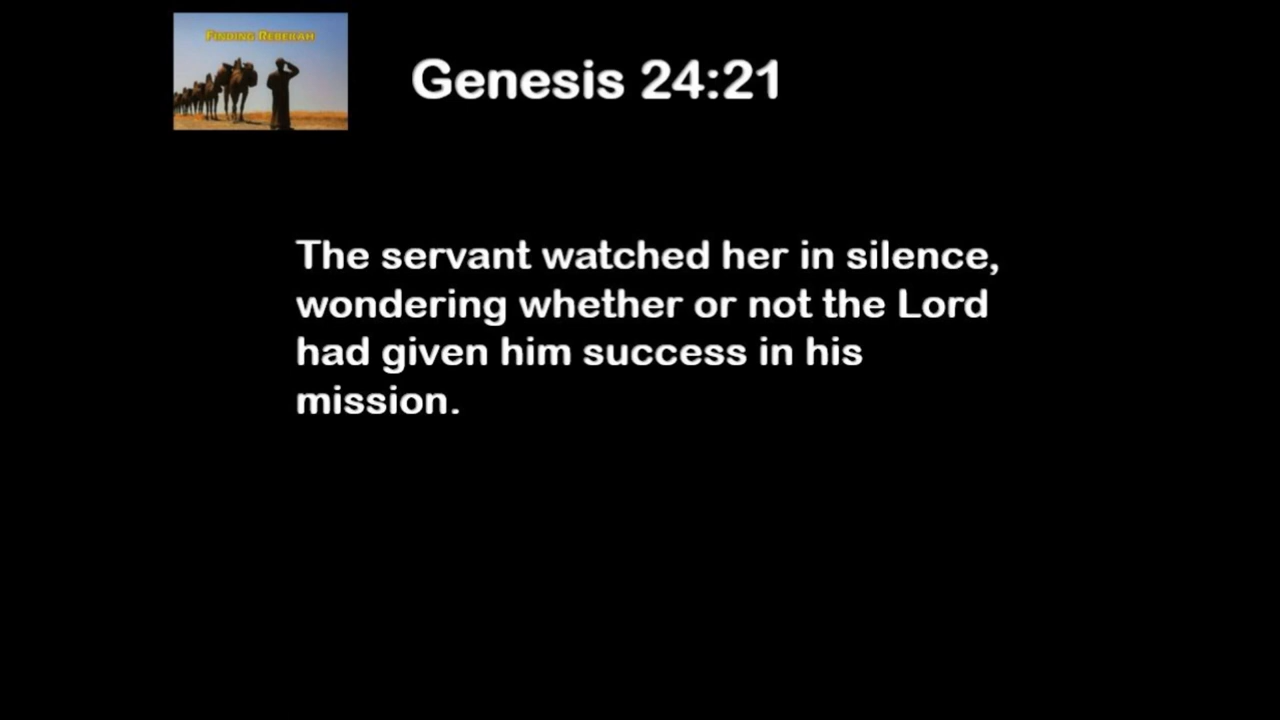 Finding Rebekah
Genesis 24:21
The servant watched her in silence,
wondering whether or not the Lord
had given him success in his
mission.